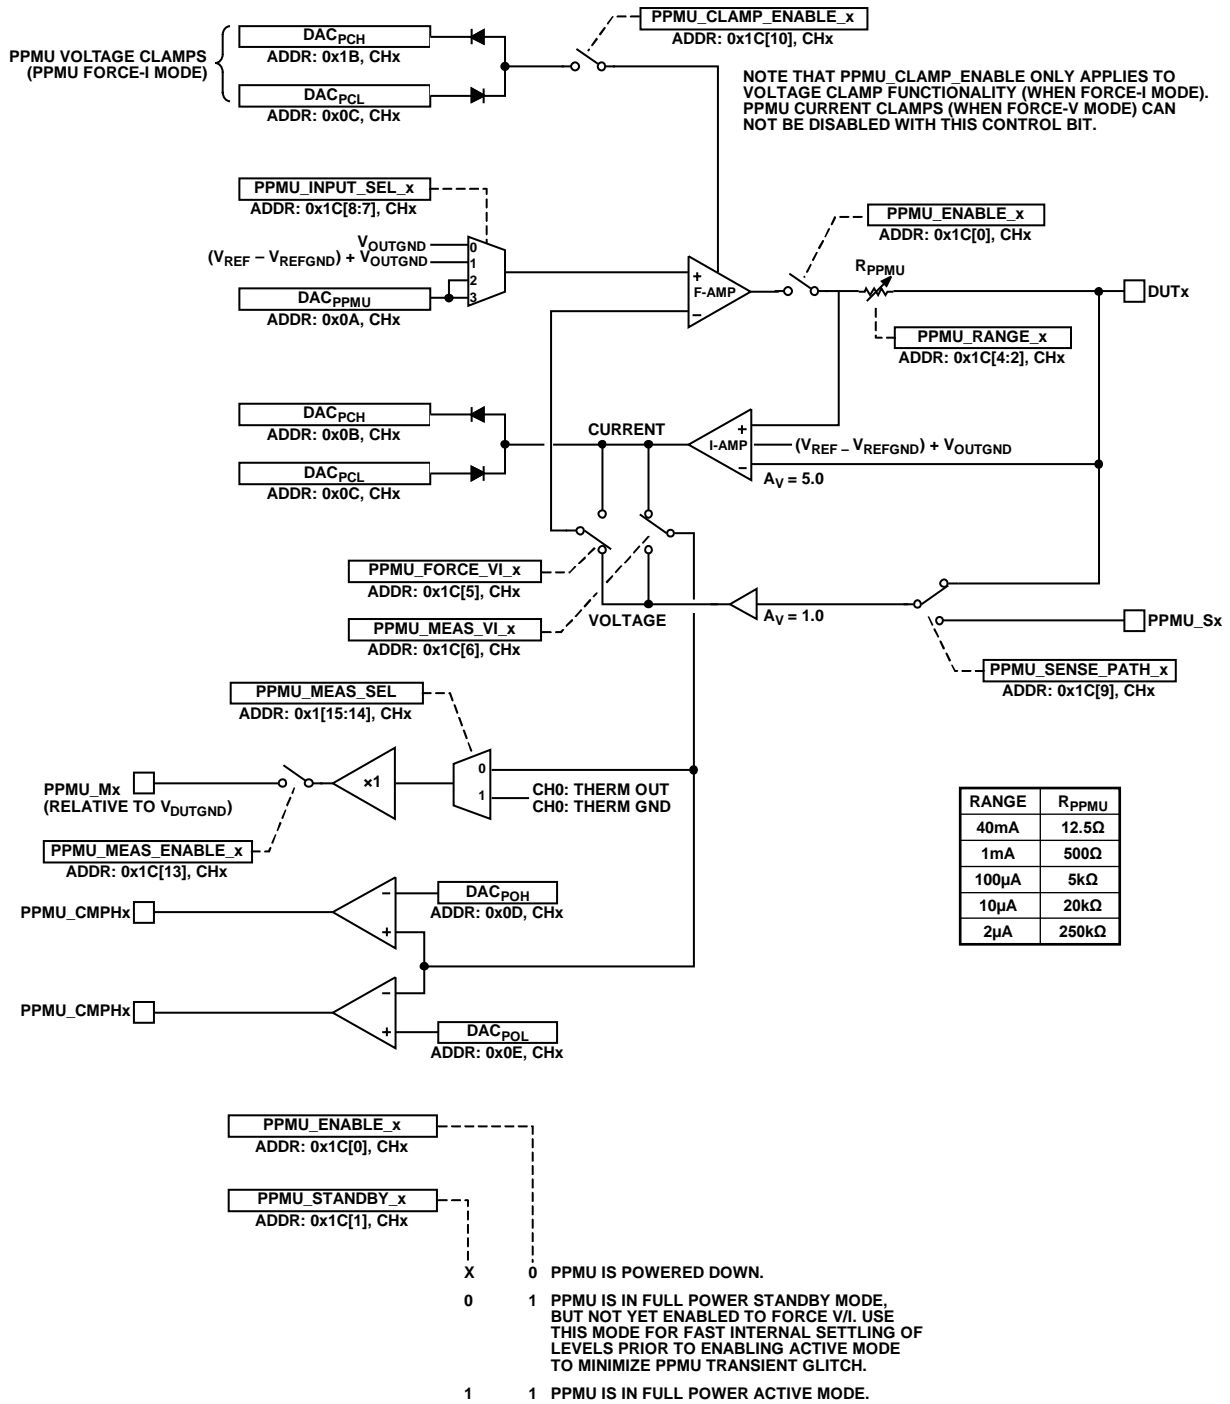 PPMU VOLTAGE CLAMPS
(PPMU FORCE-I MODE)
DACPCH
ADDR: 0x1B, CHx
DACPCL
ADDR: 0x0C, CHx
PPMU_CLAMP_ENABLE_x
ADDR: 0x1C[10], CHx
NOTE THAT PPMU_CLAMP_ENABLE ONLY APPLIES TO
VOLTAGE CLAMP FUNCTIONALITY (WHEN FORCE-I MODE).
PPMU CURRENT CLAMPS (WHEN FORCE-V MODE) CAN
NOT BE DISABLED WITH THIS CONTROL BIT.
PPMU_INPUT_SEL_x
ADDR: 0x1C[8:7], CHx
VOUTGND
(VREF – VREFGND) + VOUTGND
0
1
2
3
DACPPMU
ADDR: 0x0A, CHx
+
F-AMP
–
PPMU_ENABLE_x
ADDR: 0x1C[0], CHx
RPPMU
DUTx
PPMU_RANGE_x
ADDR: 0x1C[4:2], CHx
DACPCH
ADDR: 0x0B, CHx
DACPCL
ADDR: 0x0C, CHx
CURRENT
+
I-AMP
–
(VREF – VREFGND) + VOUTGND
AV = 5.0
PPMU_FORCE_VI_x
ADDR: 0x1C[5], CHx
PPMU_MEAS_VI_x
ADDR: 0x1C[6], CHx
VOLTAGE
AV = 1.0
PPMU_Sx
PPMU_SENSE_PATH_x
ADDR: 0x1C[9], CHx
PPMU_MEAS_SEL
ADDR: 0x1[15:14], CHx
PPMU_Mx
(RELATIVE TO VDUTGND)
×1
0
1
CH0: THERM OUT
CH0: THERM GND
PPMU_MEAS_ENABLE_x
ADDR: 0x1C[13], CHx
RANGE RPPMU
40mA 12.5Ω
1mA 500Ω
100µA 5kΩ
10µA 20kΩ
2µA 250kΩ
PPMU_CMPHx
–
+
DACPOH
ADDR: 0x0D, CHx
PPMU_CMPHx
–
+
DACPOL
ADDR: 0x0E, CHx
PPMU_ENABLE_x
ADDR: 0x1C[0], CHx
PPMU_STANDBY_x
ADDR: 0x1C[1], CHx
X 0 PPMU IS POWERED DOWN.
0 1 PPMU IS IN FULL POWER STANDBY MODE,
BUT NOT YET ENABLED TO FORCE V/I. USE
THIS MODE FOR FAST INTERNAL SETTLING OF
LEVELS PRIOR TO ENABLING ACTIVE MODE
TO MINIMIZE PPMU TRANSIENT GLITCH.
1 1 PPMU IS IN FULL POWER ACTIVE MODE.